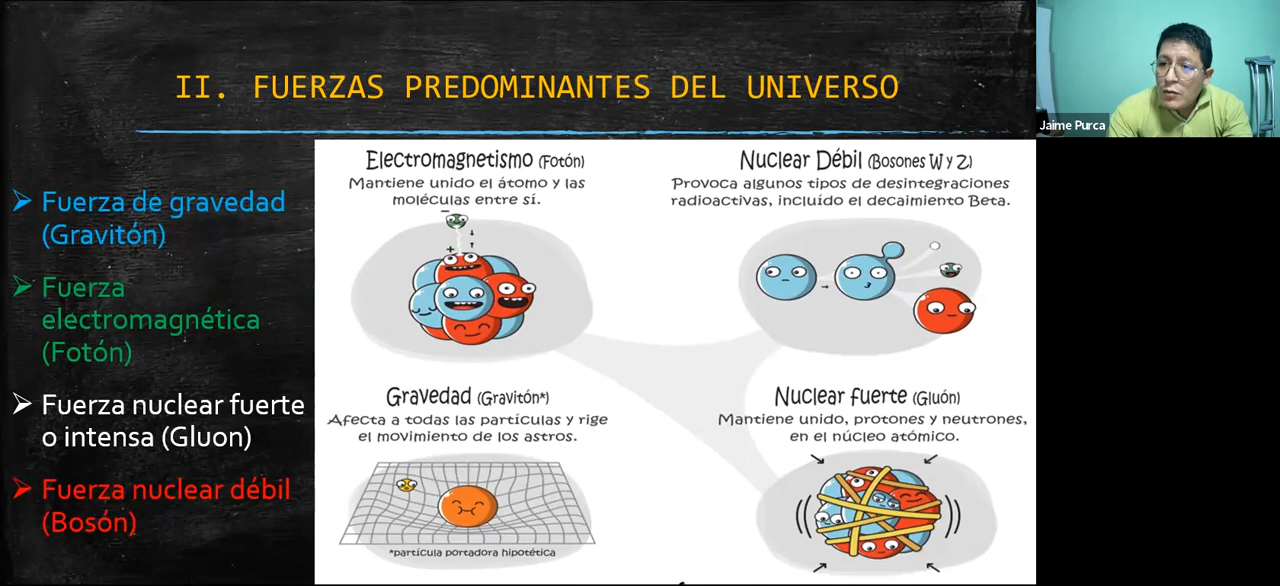 II. FUERZAS PREDOMINANTES DEL UNIVERSO
Jaime Purca
➢ Fuerza de gravedad
(Gravitón)
➢ Fuerza
electromagnética
(Fotón)
➢ Fuerza nuclear fuerte
o intensa (Gluon)
➢ Fuerza nuclear débil
(Bosón)
Electromagnetismo (Fotón)
Mantiene unido el átomo y las
moléculas entre sí.
Nuclear Débil (Bosones W y Z)
Provoca algunos tipos de desintegraciones
radioactivas, incluído el decaimiento Beta.
Gravedad (Gravitón*)
Afecta a todas las partículas y rige
el movimiento de los astros.
*partícula portadora hipotética
Nuclear fuerte (Gluón)
Mantiene unido, protones y neutrones,
en el núcleo atómico.